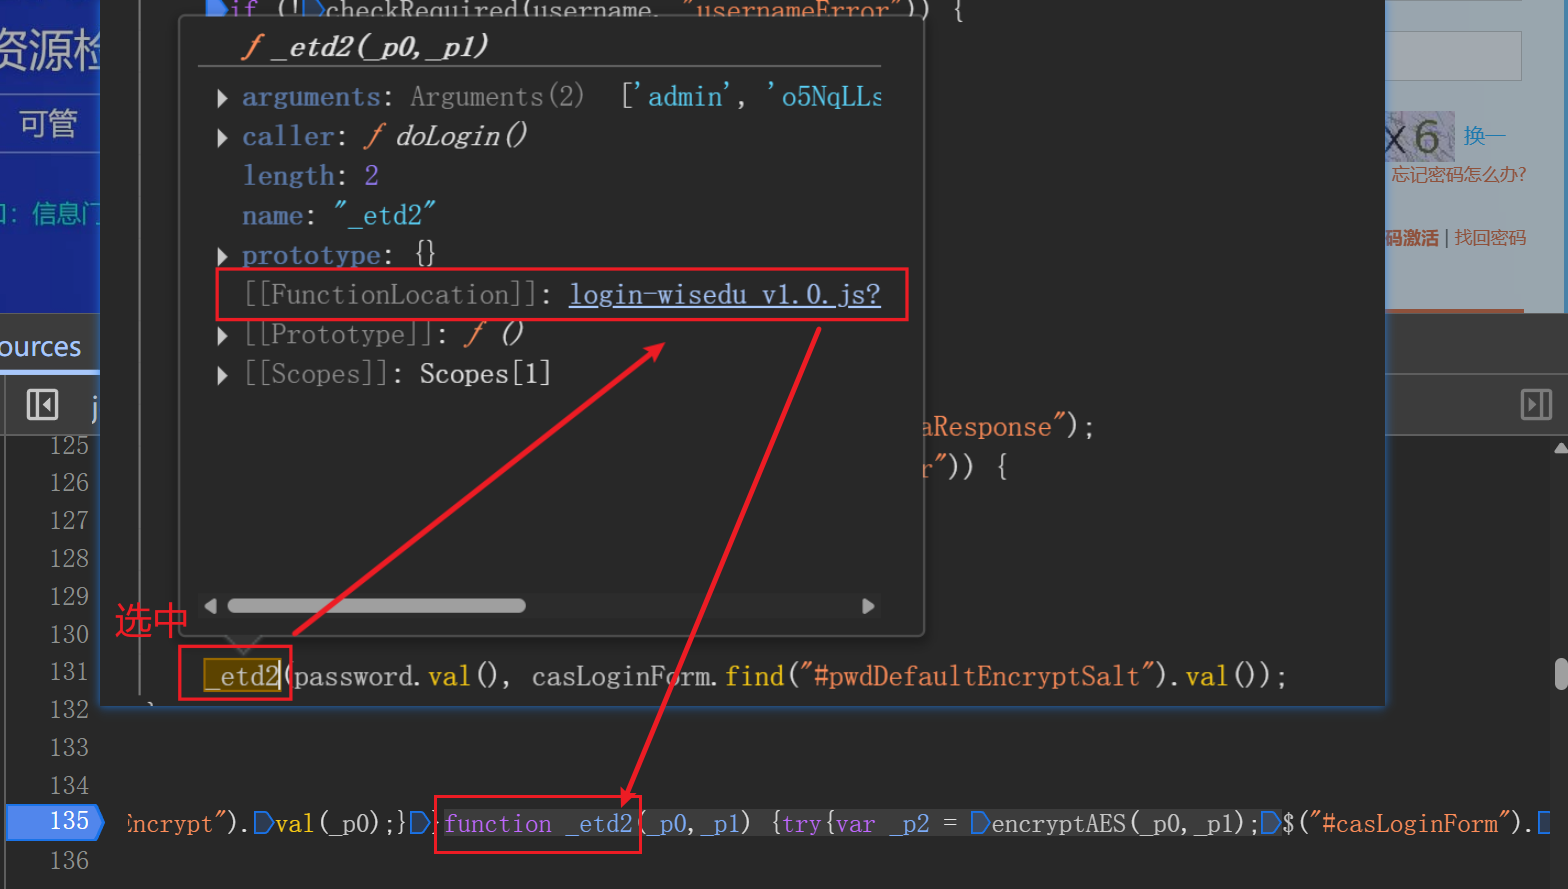 if (!checkRequired(username, "usernameError")) {
资源检
ƒ _etd2(_p0,_p1)
arguments: Arguments(2) ['admin', 'o5NqLLs
可管
caller: ƒ doLogin()
x6 换一
length: 2
忘记密码怎么办?
name: "_etd2"
口: 信息门
码激活 | 找回密码
prototype: {}
[[FunctionLocation]]: login-wisedu_v1.0.js?
[[Prototype]]: ƒ ()
ources
[[Scopes]]: Scopes[1]
j
aResponse");
125
r")) {
126
127
128
129
选中
130
131 _etd2(password.val(), casLoginForm.find("#pwdDefaultEncryptSalt").val());
132
133
134
135 Encrypt").val(_p0);}}function _etd2(_p0,_p1) {try{var _p2 = encryptAES(_p0,_p1);$("#casLoginForm").
136